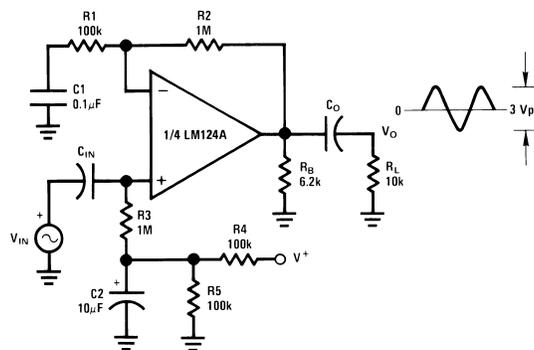 R1
100k
R2
1M
C1
0.1μF
−
1/4 LM124A
+
CIN
CO
VO
0
3 Vp
RB
6.2k
RL
10k
+
VIN
R3
1M
R4
100k
V+
+
C2
10μF
R5
100k